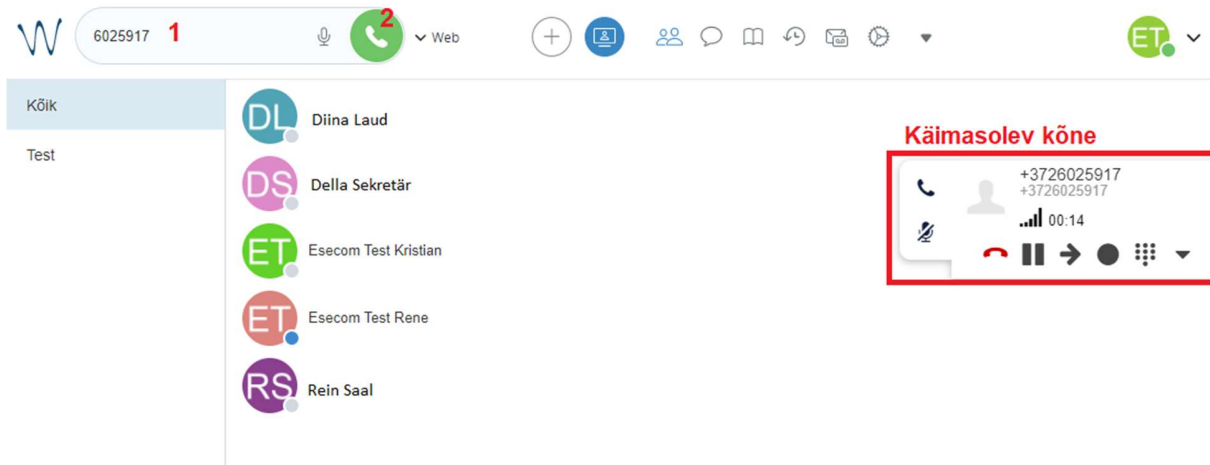 W
6025917 1
2
Web
ET
Kõik
Test
DL Diina Laud
DS Della Sekretär
ET Esecom Test Kristian
ET Esecom Test Rene
RS Rein Saal
Käimasolev kõne
+3726025917
+3726025917
00:14